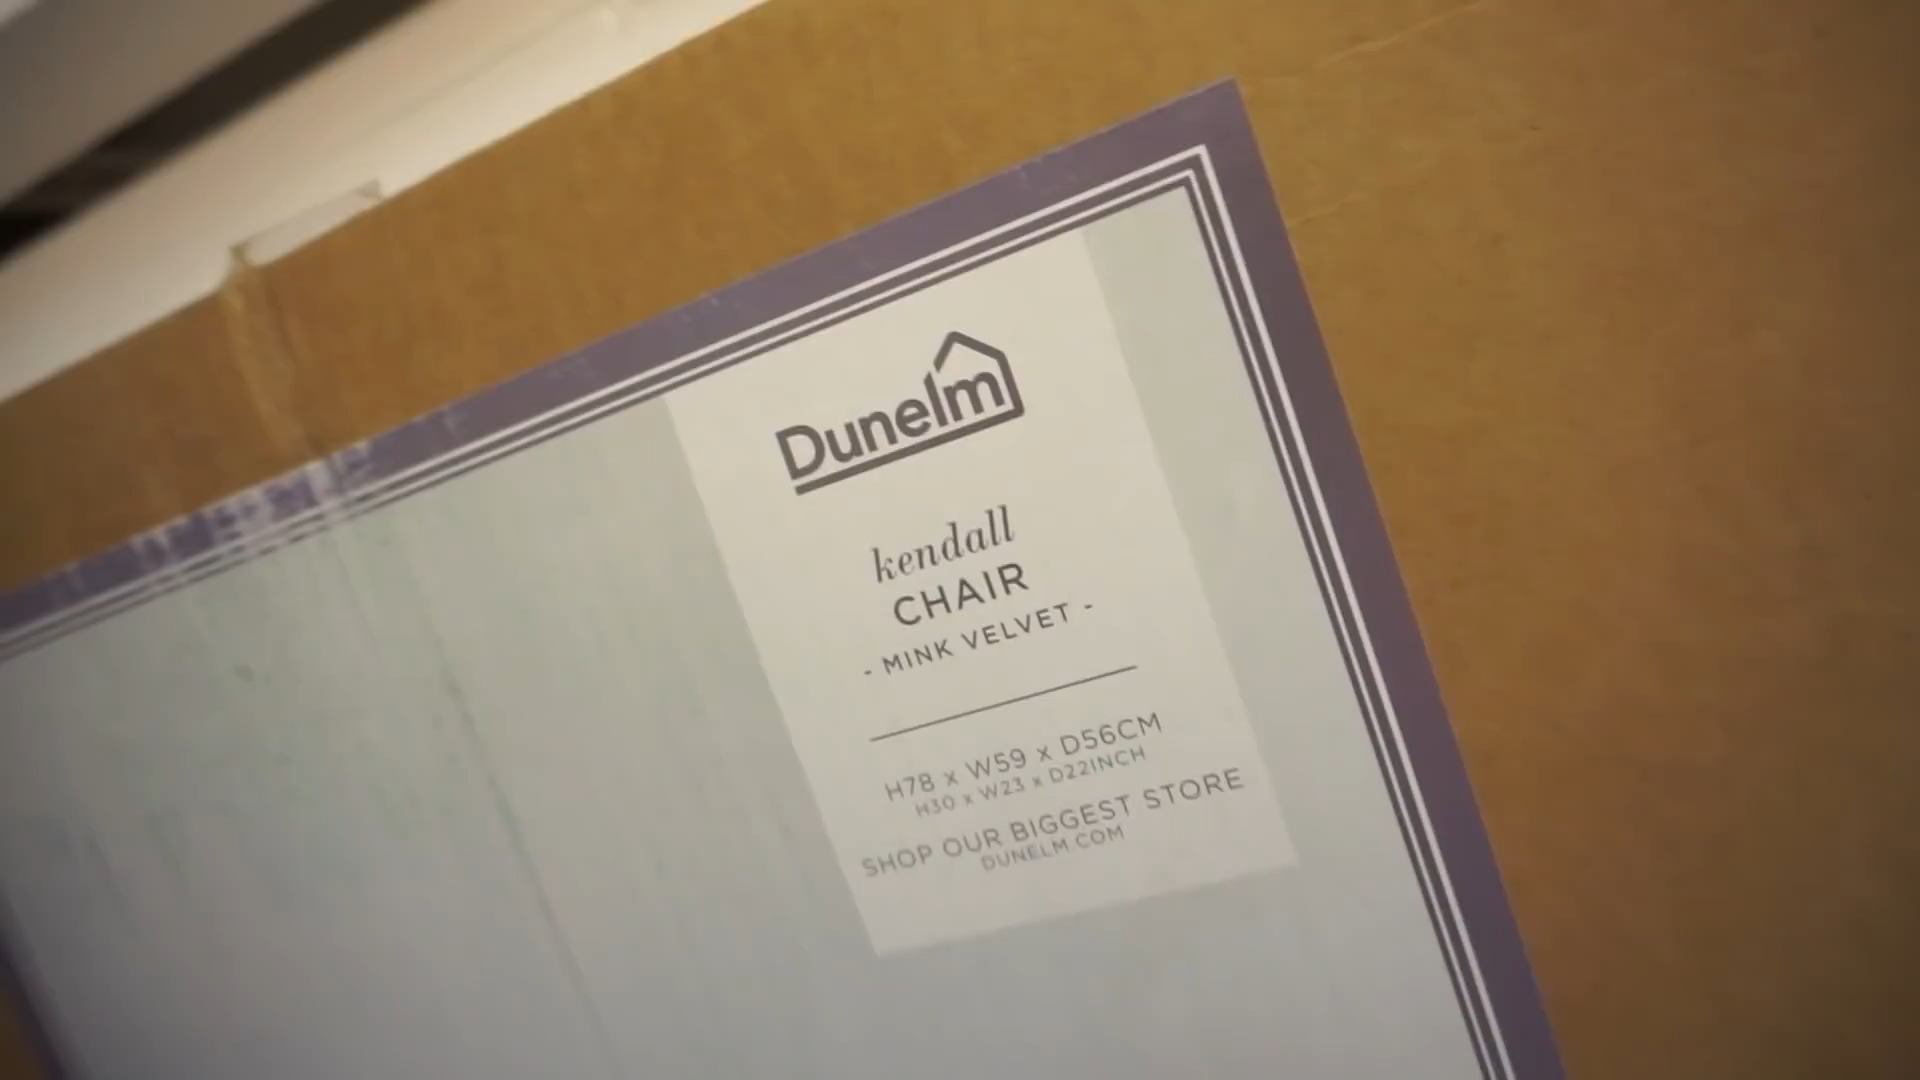 Dunelm
kendall
CHAIR
- MINK VELVET -
H78 x W59 x D56CM
H30 x W23 x D22INCH
SHOP OUR BIGGEST STORE
DUNELM.COM